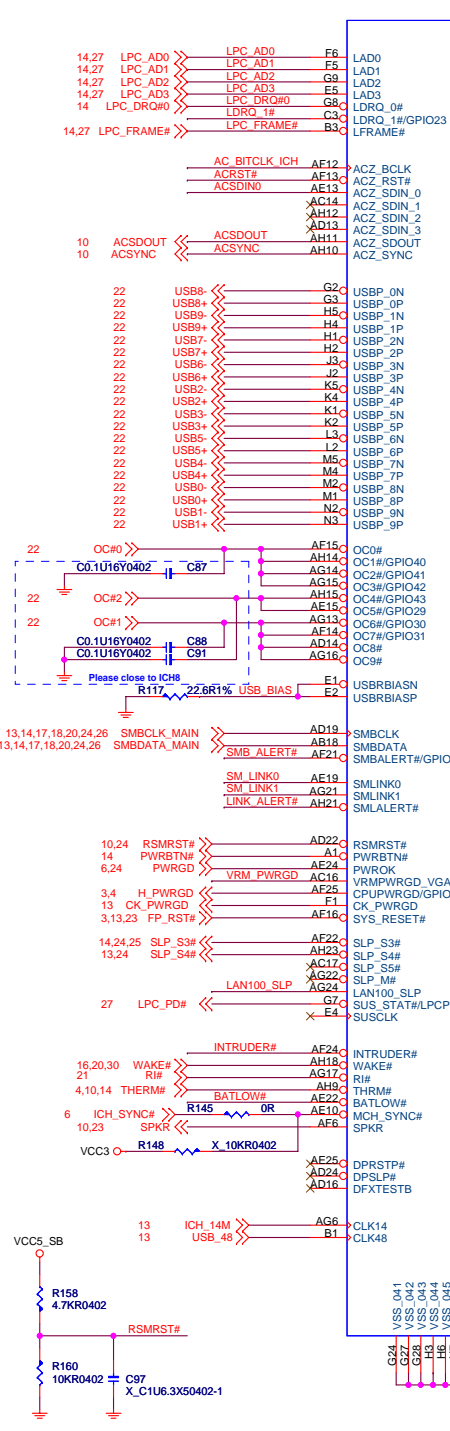 14,27 LPC_AD0 LPC_AD0 F6 LAD0
14,27 LPC_AD1 LPC_AD1 F5 LAD1
14,27 LPC_AD2 LPC_AD2 G9 LAD2
14,27 LPC_AD3 LPC_AD3 E5 LAD3
14 LPC_DRQ#0 LPC_DRQ#0 G8 LDRQ_0#
LDRQ_1# C3 LDRQ_1#/GPIO23
14,27 LPC_FRAME# LPC_FRAME# B3 LFRAME#
AC_BITCLK_ICH AF12 ACZ_BCLK
ACRST# AF13 ACZ_RST#
ACSDIN0 AE13 ACZ_SDIN_0
AC14 ACZ_SDIN_1
AH12 ACZ_SDIN_2
AD13 ACZ_SDIN_3
10 ACSDOUT ACSDOUT AH11 ACZ_SDOUT
10 ACSYNC ACSYNC AH10 ACZ_SYNC
22 USB8- G2 USBP_0N
22 USB8+ G3 USBP_0P
22 USB9- H5 USBP_1N
22 USB9+ H4 USBP_1P
22 USB7- H1 USBP_2N
22 USB7+ H2 USBP_2P
22 USB6- J3 USBP_3N
22 USB6+ J2 USBP_3P
22 USB2- K5 USBP_4N
22 USB2+ K4 USBP_4P
22 USB3- K1 USBP_5N
22 USB3+ K2 USBP_5P
22 USB5- L3 USBP_6N
22 USB5+ L2 USBP_6P
22 USB4- M5 USBP_7N
22 USB4+ M4 USBP_7P
22 USB0- M2 USBP_8N
22 USB0+ M1 USBP_8P
22 USB1- N2 USBP_9N
22 USB1+ N3 USBP_9P
22 OC#0 AF15 OC0#
AH14 OC1#/GPIO40
C0.1U16Y0402 C87 AG14 OC2#/GPIO41
AG15 OC3#/GPIO42
22 OC#2 AH15 OC4#/GPIO43
AE15 OC5#/GPIO29
22 OC#1 AG13 OC6#/GPIO30
AF14 OC7#/GPIO31
C0.1U16Y0402 C88 AD14 OC8#
C0.1U16Y0402 C91 AG16 OC9#
Please close to ICH8
R117 22.6R1% USB_BIAS E1 USBRBIASN
E2 USBRBIASP
13,14,17,18,20,24,26 SMBCLK_MAIN AD19 SMBCLK
13,14,17,18,20,24,26 SMBDATA_MAIN AB18 SMBDATA
SMB_ALERT# AF21 SMBALERT#/GPIO
SM_LINK0 AE19 SMLINK0
SM_LINK1 AG21 SMLINK1
LINK_ALERT# AH21 SMLALERT#
10,24 RSMRST# AD22 RSMRST#
14 PWRBTN# A1 PWRBTN#
6,24 PWRGD AE24 PWROK
VRM_PWRGD AC16 VRMPWRGD_VGA
3,4 H_PWRGD AF25 CPUPWRGD/GPIO
13 CK_PWRGD F1 CK_PWRGD
3,13,23 FP_RST# AF16 SYS_RESET#
14,24,25 SLP_S3# AF22 SLP_S3#
13,24 SLP_S4# AH23 SLP_S4#
AC17 SLP_S5#
AG22 SLP_M#
LAN100_SLP AG24 LAN100_SLP
27 LPC_PD# G7 SUS_STAT#/LPCP
F4 SUSCLK
INTRUDER# AF24 INTRUDER#
16,20,30 WAKE# AH18 WAKE#
21 RI# AG17 RI#
4,10,14 THERM# AH9 THRM#
BATLOW# AE22 BATLOW#
6 ICH_SYNC# R145 0R AE10 MCH_SYNC#
10,23 SPKR AF6 SPKR
VCC3 R148 X_10KR0402
AE25 DPRSTP#
AD24 DPSLP#
AD16 DFXTESTB
13 ICH_14M AG6 CLK14
13 USB_48 B1 CLK48
VCC5_SB
R158
4.7KR0402
RSMRST#
R160
10KR0402
C97
X_C1U6.3X50402-1
VSS_041 VSS_042 VSS_043 VSS_044 VSS_045
G24 G27 G28 H3 H6